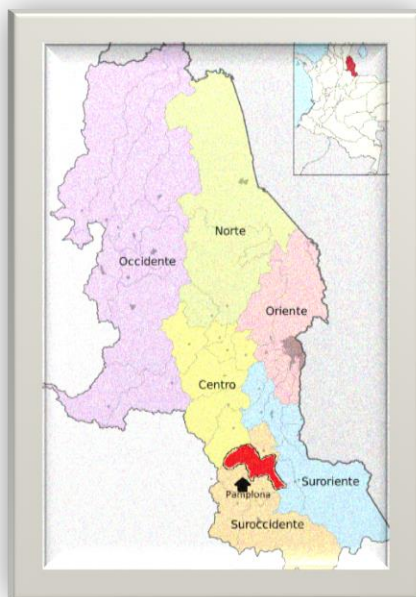 Norte
Occidente
Oriente
Centro
Suroriente
Pamplona
Suroccidente